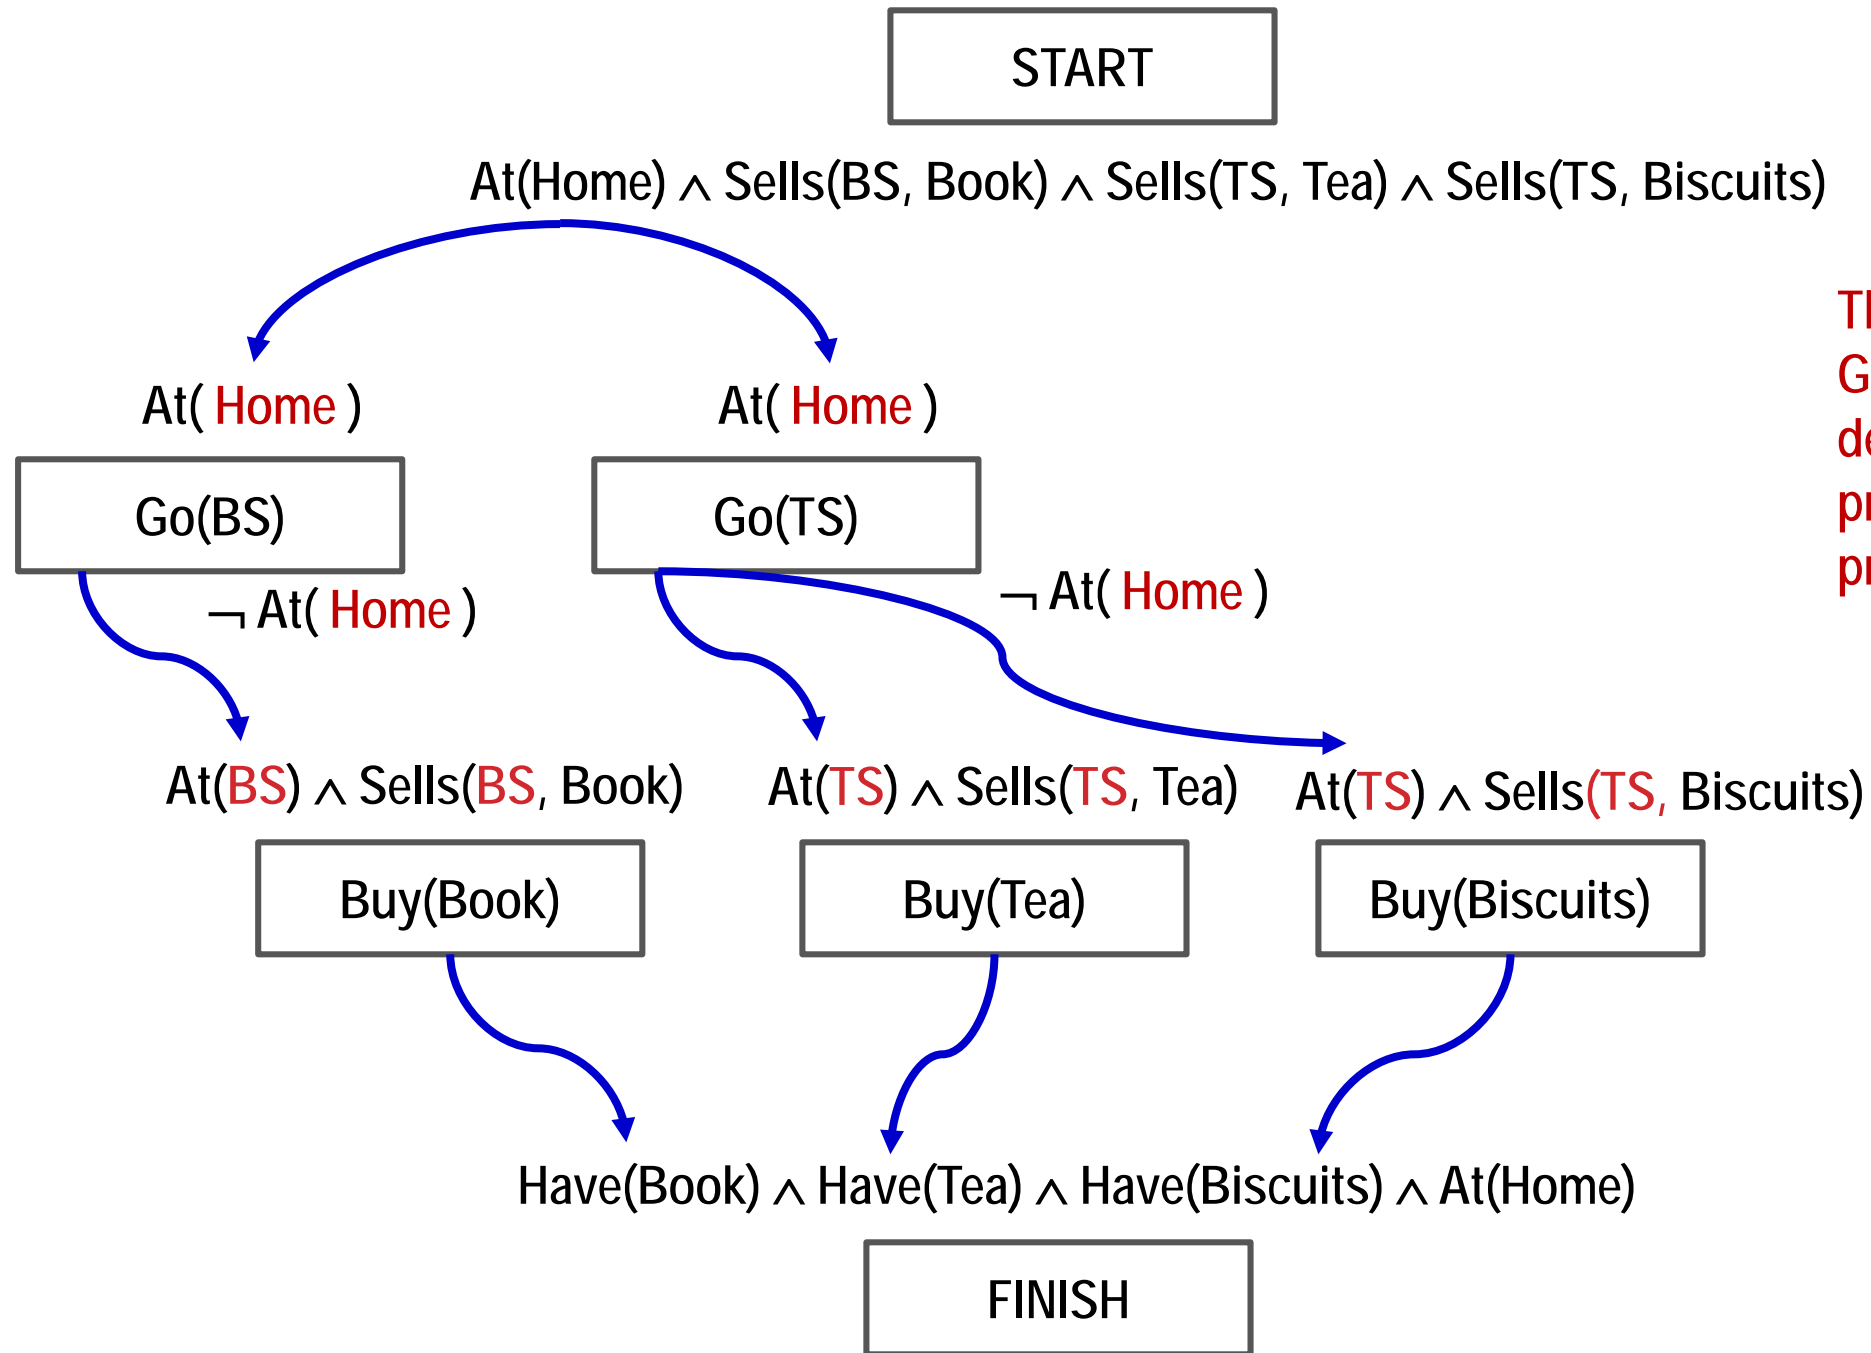 START
At(Home) ∧ Sells(BS, Book) ∧ Sells(TS, Tea) ∧ Sells(TS, Biscuits)
At( Home )
At( Home )
Go(BS)
Go(TS)
¬ At( Home )
¬ At( Home )
At(BS) ∧ Sells(BS, Book)
At(TS) ∧ Sells(TS, Tea)
At(TS) ∧ Sells(TS, Biscuits)
Buy(Book)
Buy(Tea)
Buy(Biscuits)
Have(Book) ∧ Have(Tea) ∧ Have(Biscuits) ∧ At(Home)
FINISH